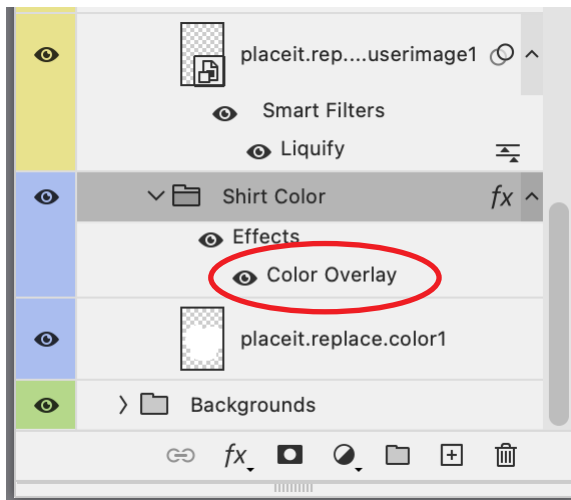 placeit.rep....userimage1
Smart Filters
Liquify
Shirt Color fx
Effects
Color Overlay
placeit.replace.color1
Backgrounds
fx